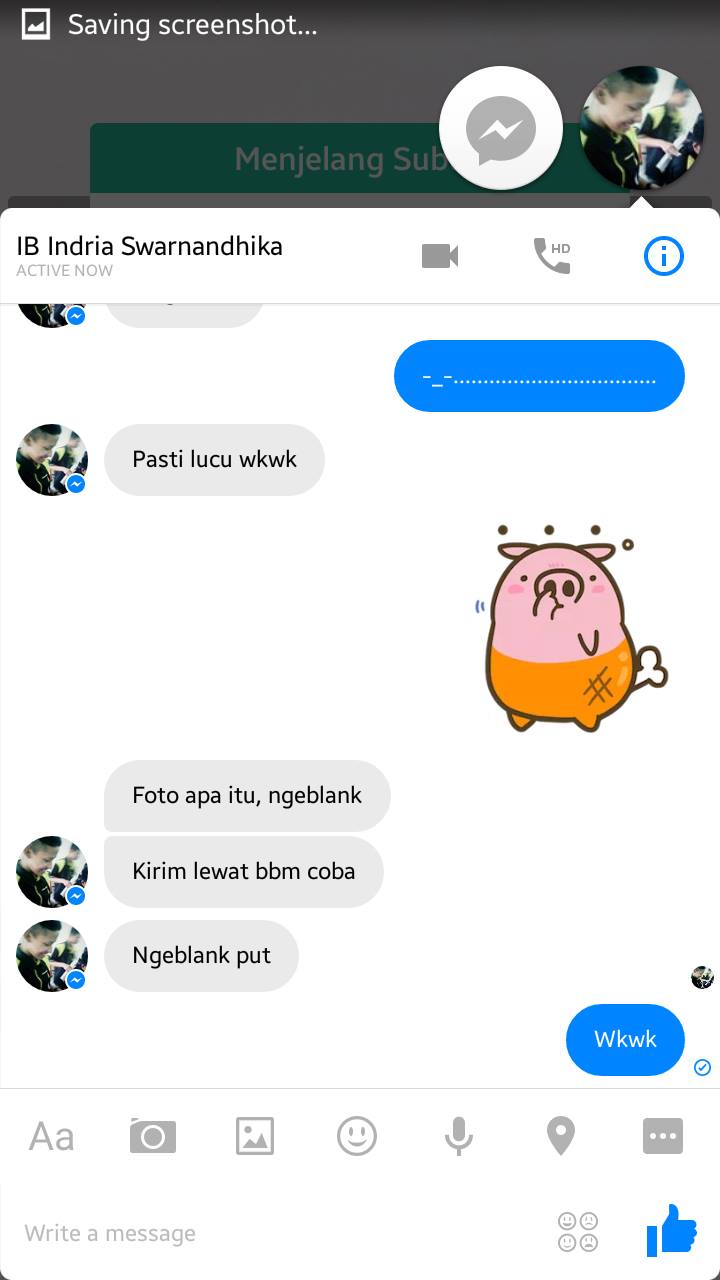 Saving screenshot...
Menjelang Sub
IB Indria Swarnandhika
ACTIVE NOW
HD
-_-..................................
Pasti lucu wkwk
Foto apa itu, ngeblank
Kirim lewat bbm coba
Ngeblank put
Wkwk
Aa
Write a message